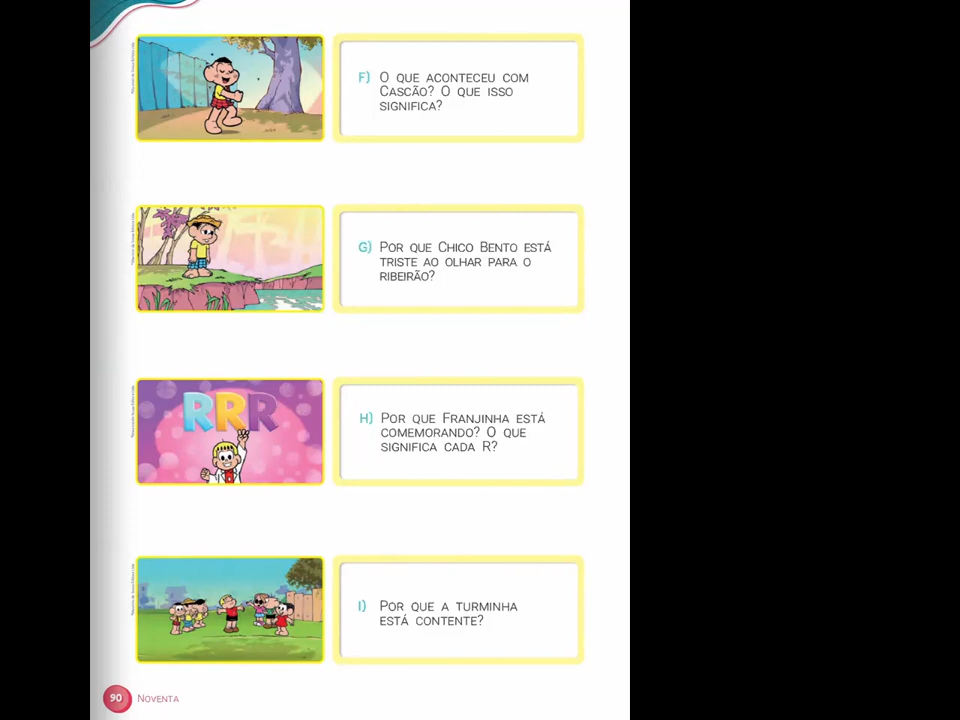 F) O QUE ACONTECEU COM
CASCÃO? O QUE ISSO
SIGNIFICA?
G) POR QUE CHICO BENTO ESTÁ
TRISTE AO OLHAR PARA O
RIBEIRÃO?
RRR
H) POR QUE FRANJINHA ESTÁ
COMEMORANDO? O QUE
SIGNIFICA CADA R?
I) POR QUE A TURMINHA
ESTÁ CONTENTE?
90 NOVENTA